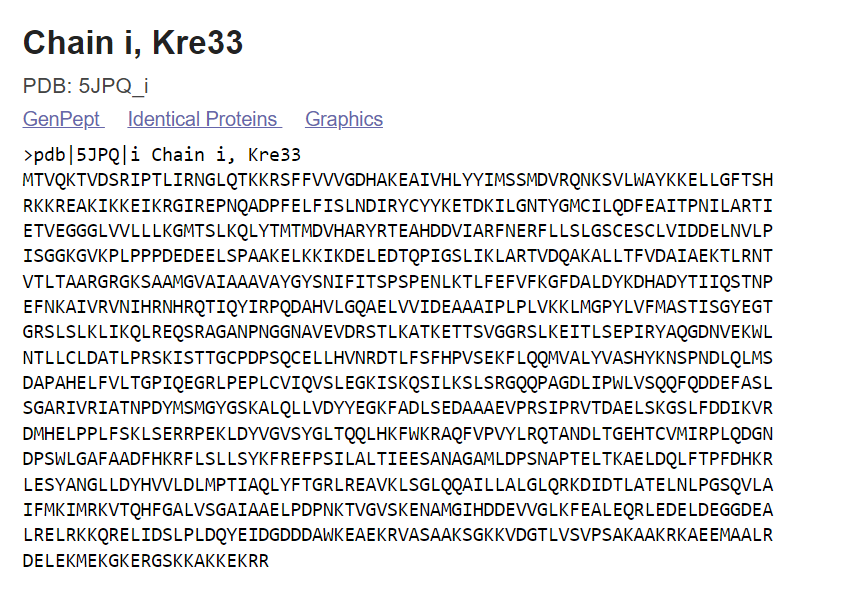 Chain i, Kre33
PDB: 5JPQ_i
GenPept Identical Proteins Graphics
>pdb|5JPQ|i Chain i, Kre33
MTVQKTVDSRIPTLIRNGLQTKKRSFFVVVGDHAKEAIVHLYYIMSSMDVRQNKSVLWAYKKELLGFTSH
RKKREAKIKKEIKRGIREPNQADPFELFISLNDIRYCYYKETDKILGNTYGMCILQDFEAITPNILARTI
ETVEGGGLVVLLLKGMTSLKQLYTMTMDVHARYRTEAHDDVIARFNERFLLSLGSCESCLVIDDELNVLP
ISGGKGVKPLPPPDEDEELSPAAKELKKIKDELEDTQPIGSLIKLARTVDQAKALLTFVDAIAEKTLRNT
VTLTAARGRGKSAAMGVAIAAAVAYGYSNIFITSPSPENLKTLFEFVFKGFDALDYKDHADYTIIQSTNP
EFNKAIVRVNIHRNHRQTIQYIRPQDAHVLGQAELVVIDEAAAIPLPLVKKLMGPYLVFMASTISGYEGT
GRSLSLKLIKQLREQSRAGANPNGGNAVEVDRSTLKATKETTSVGGRSLKEITLSEPIRYAQGDNVEKWL
NTLLCLDATLPRSKISTTGCPDPSQCELLHVNRDTLFSFHPVSEKFLQQMVALYVASHYKNSPNDLQLMS
DAPAHELFVLTGPIQEGRLPEPLCVIQVSLEGKISKQSILKSLSRGQQPAGDLIPWLVSQQFQDDEFASL
SGARIVRIATNPDYMSMGYGSKALQLLVDYYEGKFADLSEDAAAEVPRSIPRVTDAELSKGSLFDDIKVR
DMHELPPLFSKLSERRPEKLDYVGVSYGLTQQLHKFWKRAQFVPVYLRQTANDLTGEHTCVMIRPLQDGN
DPSWLGAFAADFHKRFLSLLSYKFREFPSILALTIEESANAGAMLDPSNAPTELTKAELDQLFTPFDHKR
LESYANGLLDYHVVLDLMPTIAQLYFTGRLREAVKLSGLQQAILLALGLQRKDIDTLATELNLPGSQVLA
IFMKIMRKVTQHFGALVSGAIAAELPDPNKTVGVSKENAMGIHDDEVVGLKFEALEQRLEDELDEGGDEA
LRELRKKQRELIDSLPLDQYEIDGDDDAWKEAEKRVASAAKSGKKVDGTLVSVPSAKAAKRKAEEMAALR
DELEKMEKGKERGSKKAKKEKRR